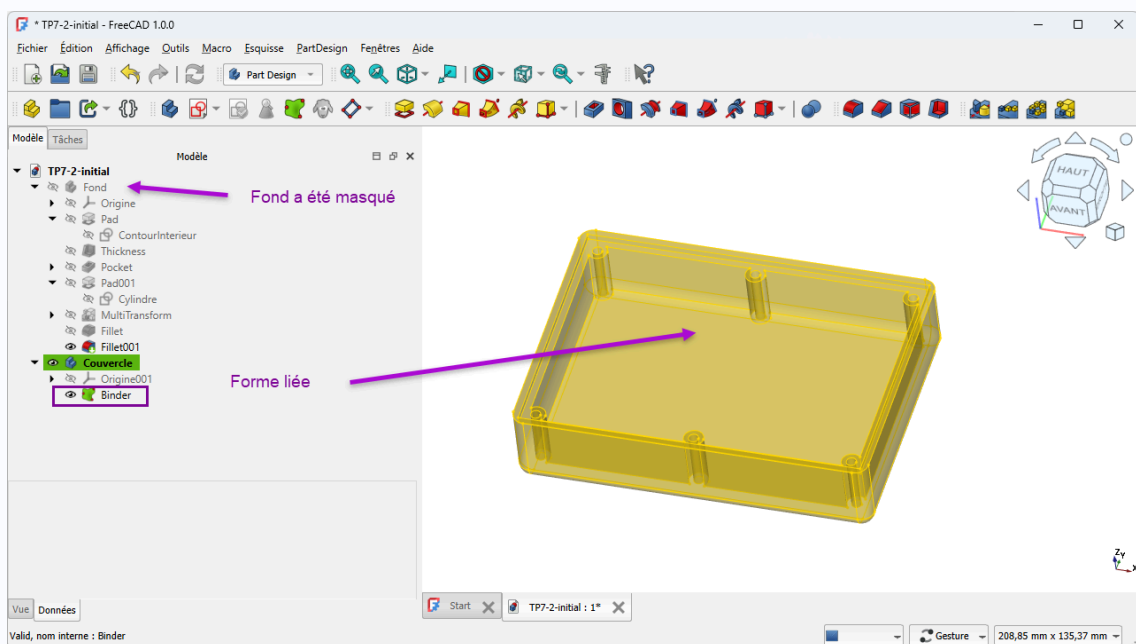 * TP7-2-initial - FreeCAD 1.0.0
Fichier Édition Affichage Outils Macro Esquisse PartDesign Fenêtres Aide
Part Design
Modèle Tâches
Modèle
TP7-2-initial
Fond
Origine
Pad
ContourInterieur
Thickness
Pocket
Pad001
Cylindre
MultiTransform
Fillet
Fillet001
Couvercle
Origine001
Binder
Fond a été masqué
Forme liée
HAUT
AVANT
Z Y
X
Vue Données
Start TP7-2-initial : 1*
Valid, nom interne : Binder
Gesture 208,85 mm x 135,37 mm